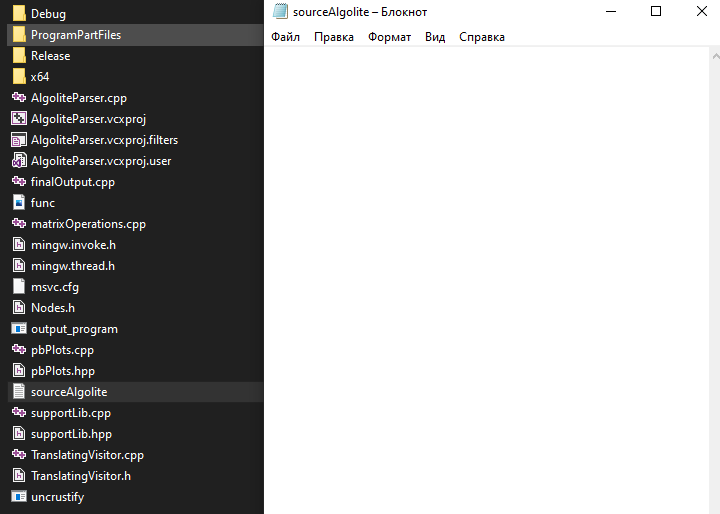 Debug
ProgramPartFiles
Release
x64
AlgoliteParser.cpp
AlgoliteParser.vcxproj
AlgoliteParser.vcxproj.filters
AlgoliteParser.vcxproj.user
finalOutput.cpp
func
matrixOperations.cpp
mingw.invoke.h
mingw.thread.h
msvc.cfg
Nodes.h
output_program
pbPlots.cpp
pbPlots.hpp
sourceAlgolite
supportLib.cpp
supportLib.hpp
TranslatingVisitor.cpp
TranslatingVisitor.h
uncrustify
sourceAlgolite – Блокнот
Файл Правка Формат Вид Справка